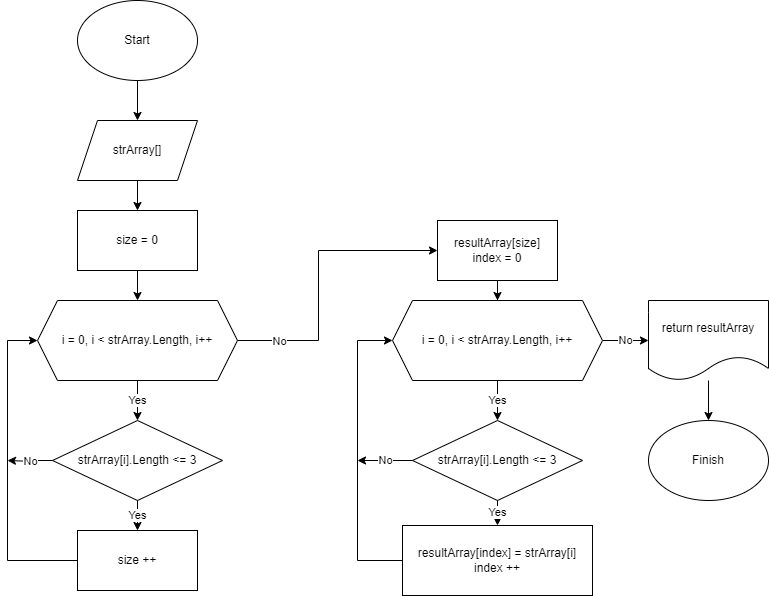 Start
strArray[]
size = 0
i = 0, i < strArray.Length, i++
No
Yes
strArray[i].Length <= 3
No
Yes
size ++
resultArray[size]
index = 0
i = 0, i < strArray.Length, i++
No
Yes
strArray[i].Length <= 3
No
Yes
resultArray[index] = strArray[i]
index ++
return resultArray
Finish